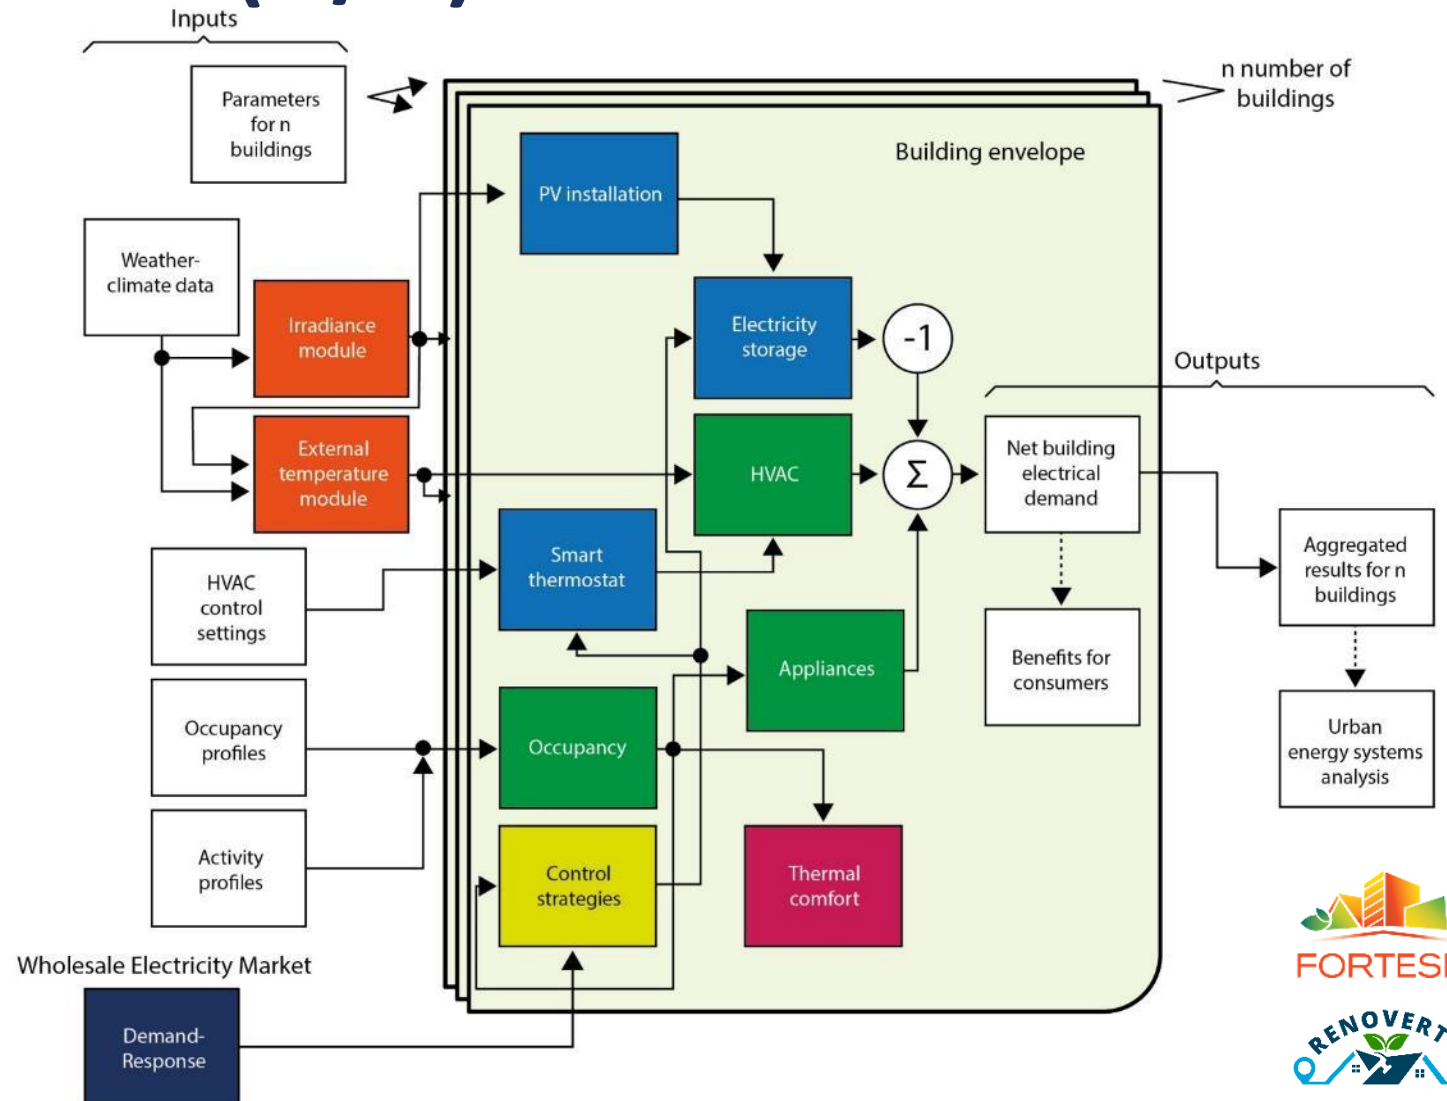 Inputs
Parameters
for n
buildings
n number of
buildings
Building envelope
PV installation
Weather-
climate data
Irradiance
module
Electricity
storage
-1
Outputs
External
temperature
module
HVAC
Σ
Net building
electrical
demand
Smart
thermostat
Aggregated
results for n
buildings
HVAC
control
settings
Appliances
Benefits for
consumers
Occupancy
profiles
Occupancy
Urban
energy systems
analysis
Activity
profiles
Control
strategies
Thermal
comfort
Wholesale Electricity Market
Demand-
Response
FORTESI
RENOVERT